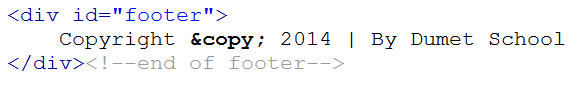 <div id="footer">
    Copyright &copy; 2014 | By Dumet School
</div><!--end of footer-->